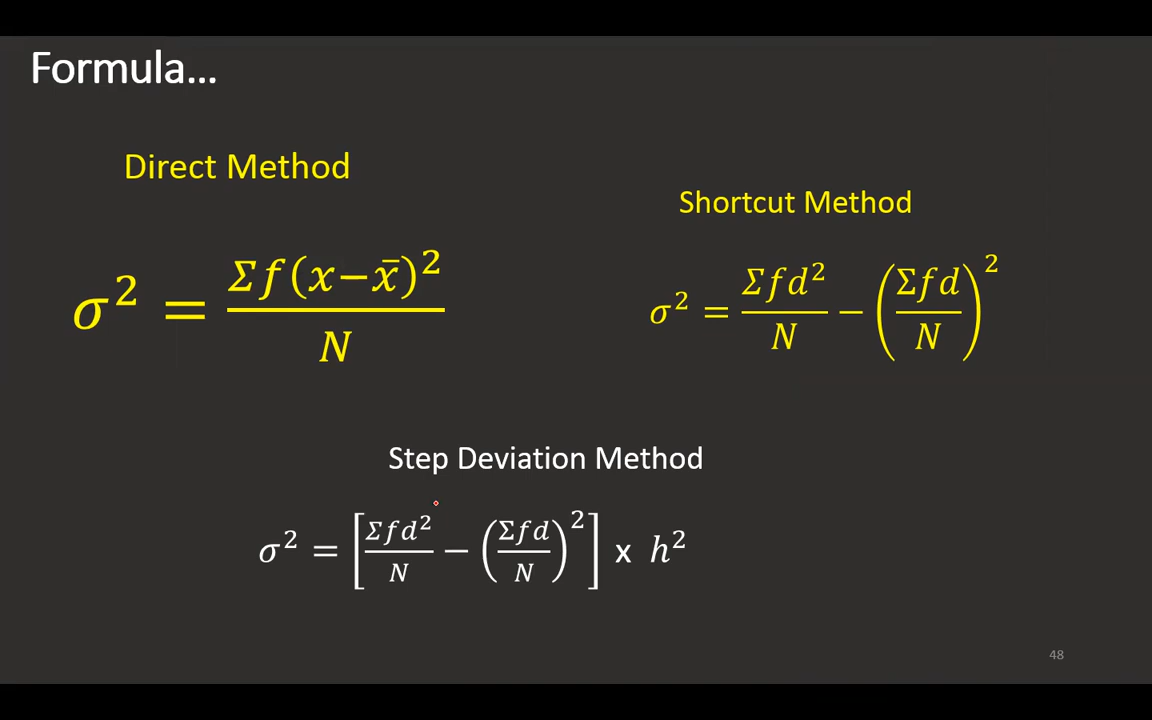 Formula...
Direct Method
σ² = Σf(x−x̄)² / N
Shortcut Method
σ² = Σfd² / N − (Σfd / N)²
Step Deviation Method
σ² = [Σfd² / N − (Σfd / N)²] x h²
48